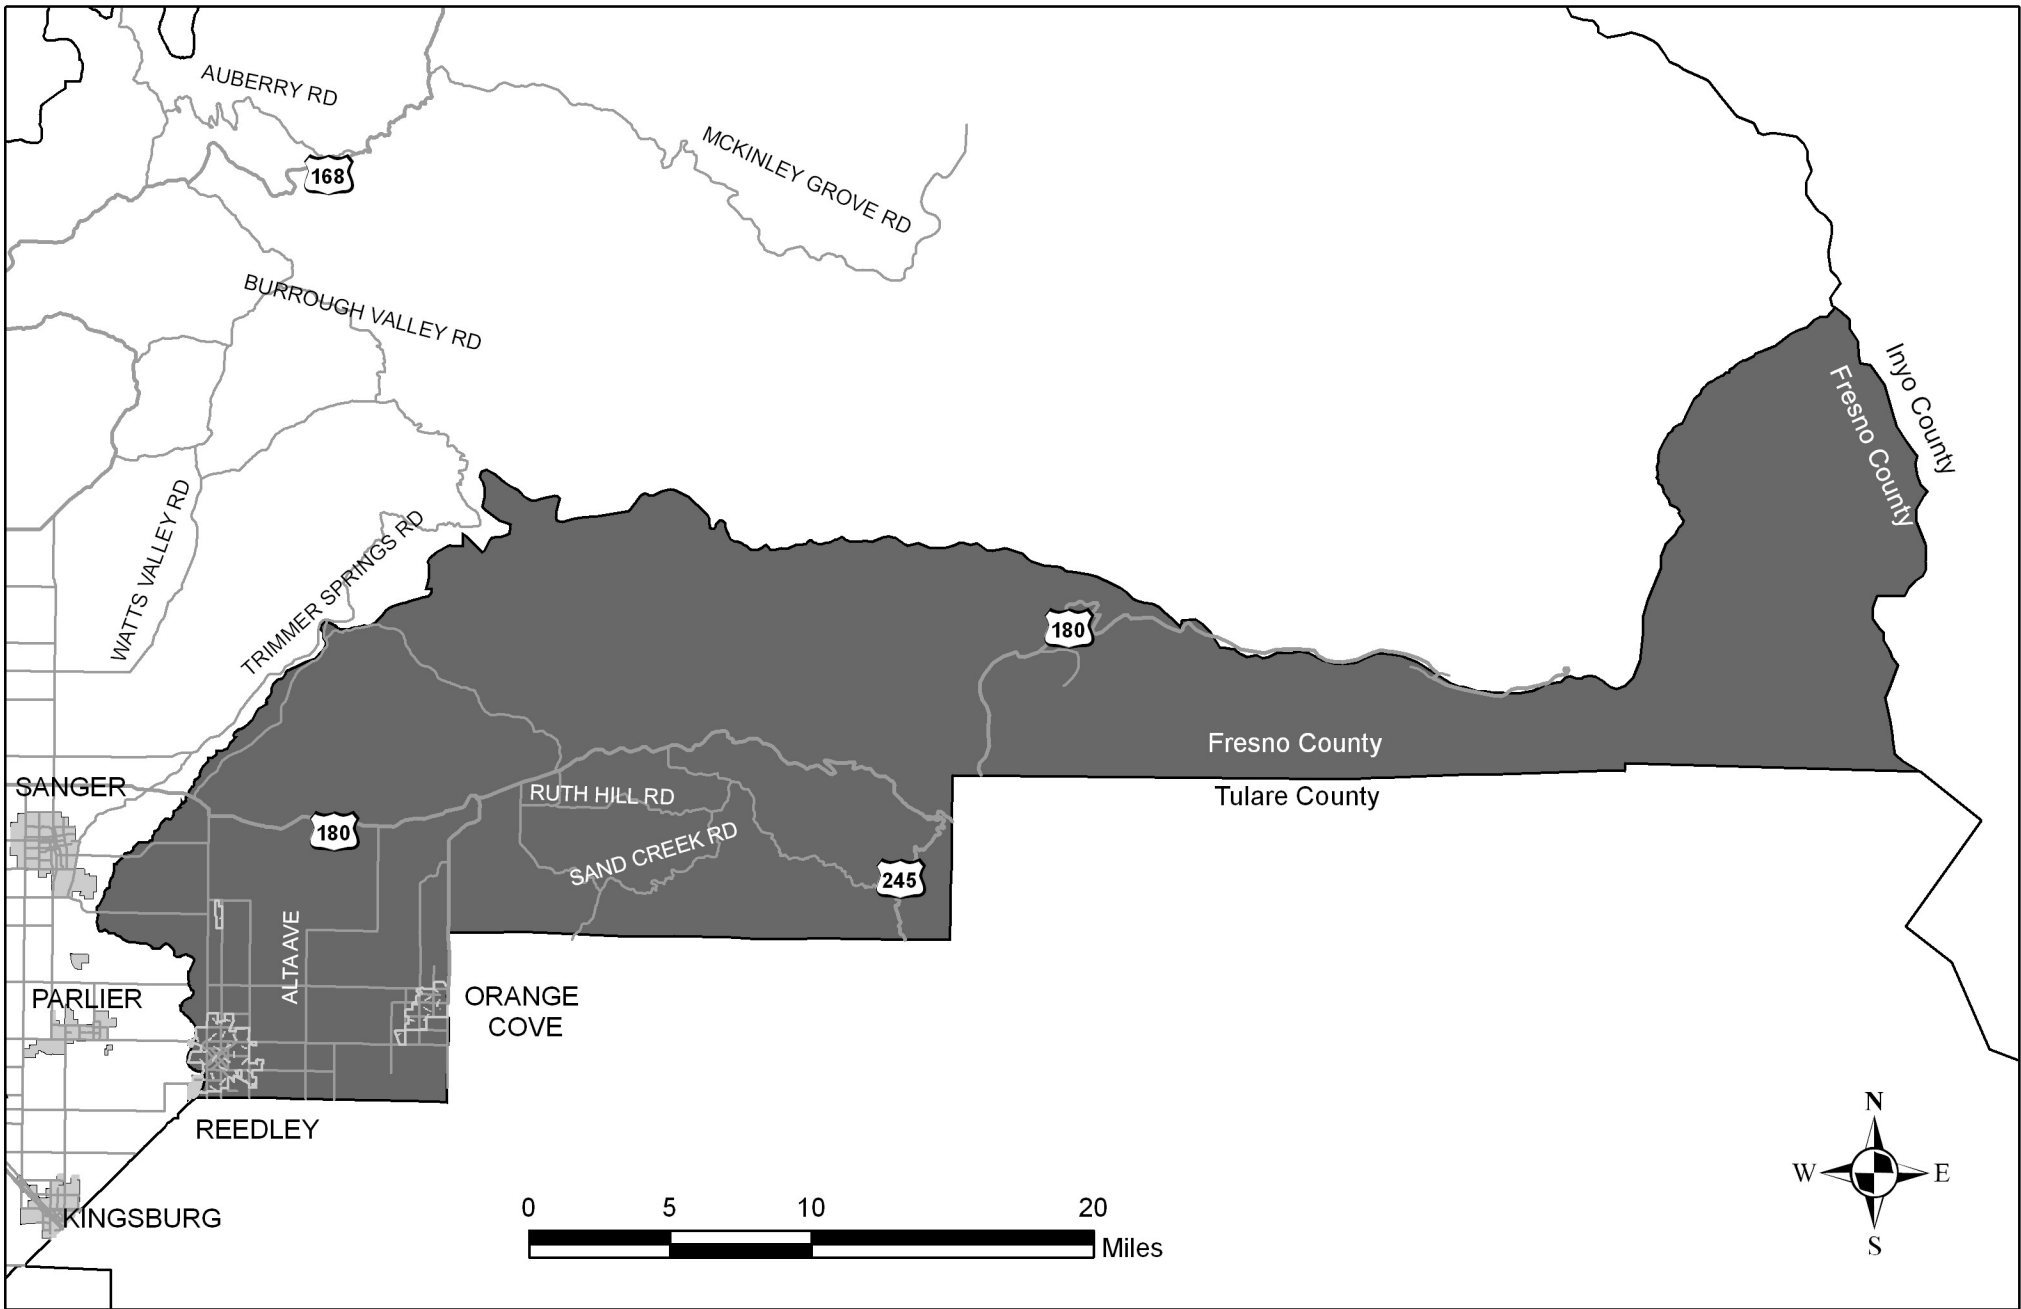 AUBERRY RD
168
MCKINLEY GROVE RD
BURROUGH VALLEY RD
Inyo County
Fresno County
WATTS VALLEY RD
TRIMMER SPRINGS RD
180
Fresno County
Tulare County
SANGER
RUTH HILL RD
180
SAND CREEK RD
245
ALTA AVE
PARLIER
ORANGE
COVE
REEDLEY
KINGSBURG
0 5 10 20
Miles
N
W E
S